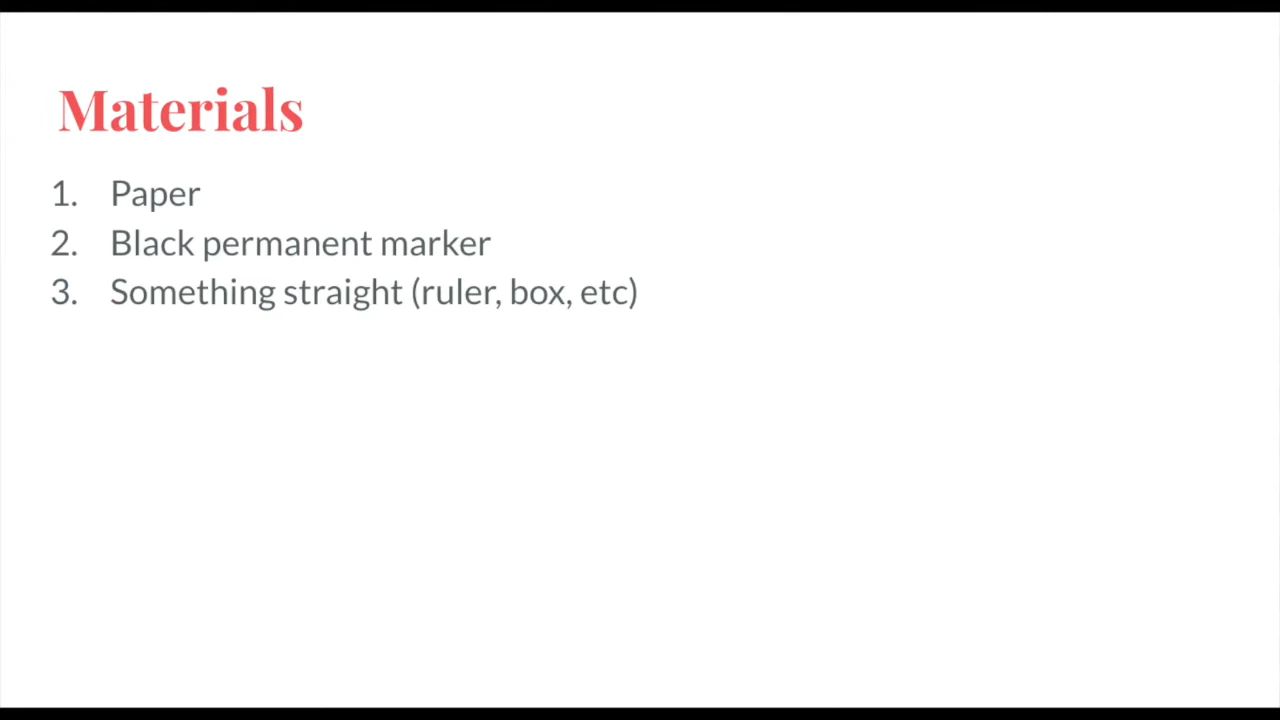 Materials
1. Paper
2. Black permanent marker
3. Something straight (ruler, box, etc)